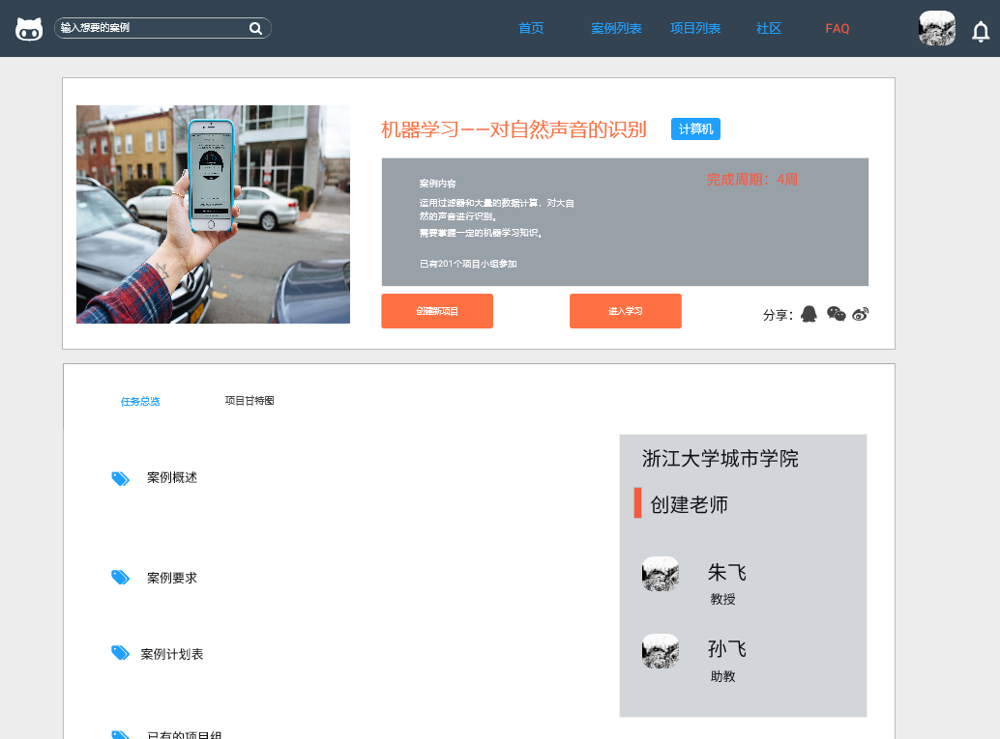 输入想要的案例
首页
案例列表
项目列表
社区
FAQ
机器学习——对自然声音的识别
计算机
完成周期：4周
案例内容
运用过滤器和大量的数据计算，对大自
然的声音进行识别。
需要掌握一定的机器学习知识。
已有201个项目小组参加
创建新项目
进入学习
分享：
任务总览
项目甘特图
浙江大学城市学院
创建老师
案例概述
朱飞
教授
案例要求
孙飞
助教
案例计划表
已有的项目组